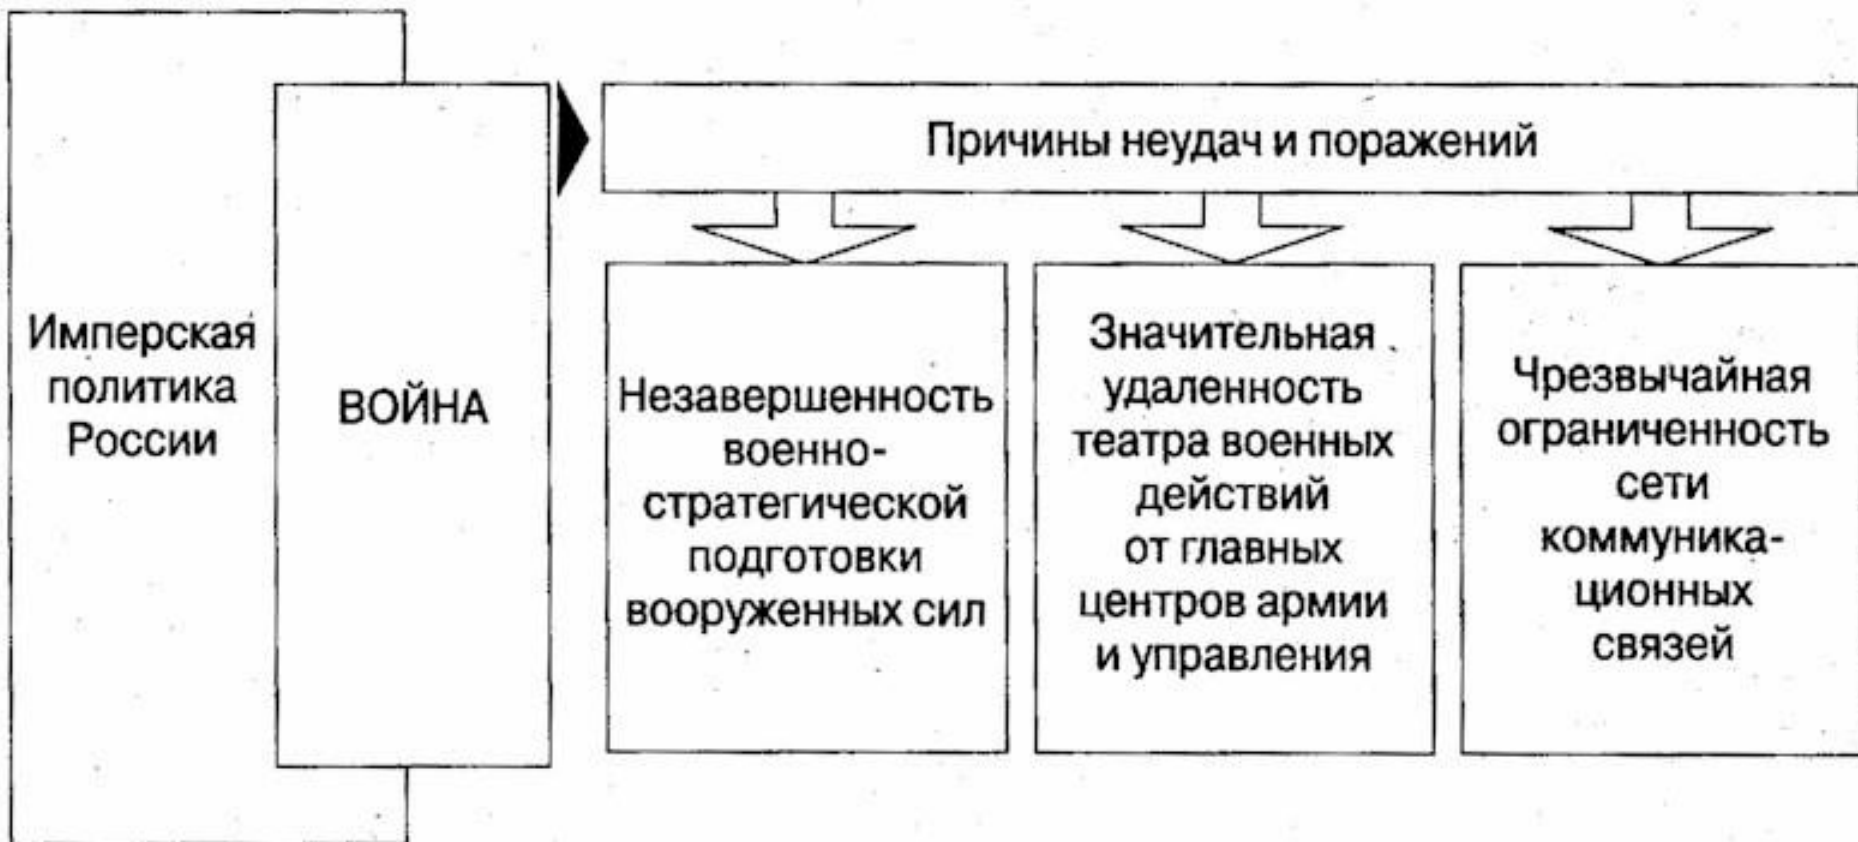 Причины неудач и поражений
Имперская
политика
России
ВОЙНА
Незавершенность
военно-
стратегической
подготовки
вооруженных сил
Значительная
удаленность
театра военных
действий
от главных
центров армии
и управления
Чрезвычайная
ограниченность
сети
коммуника-
ционных
связей